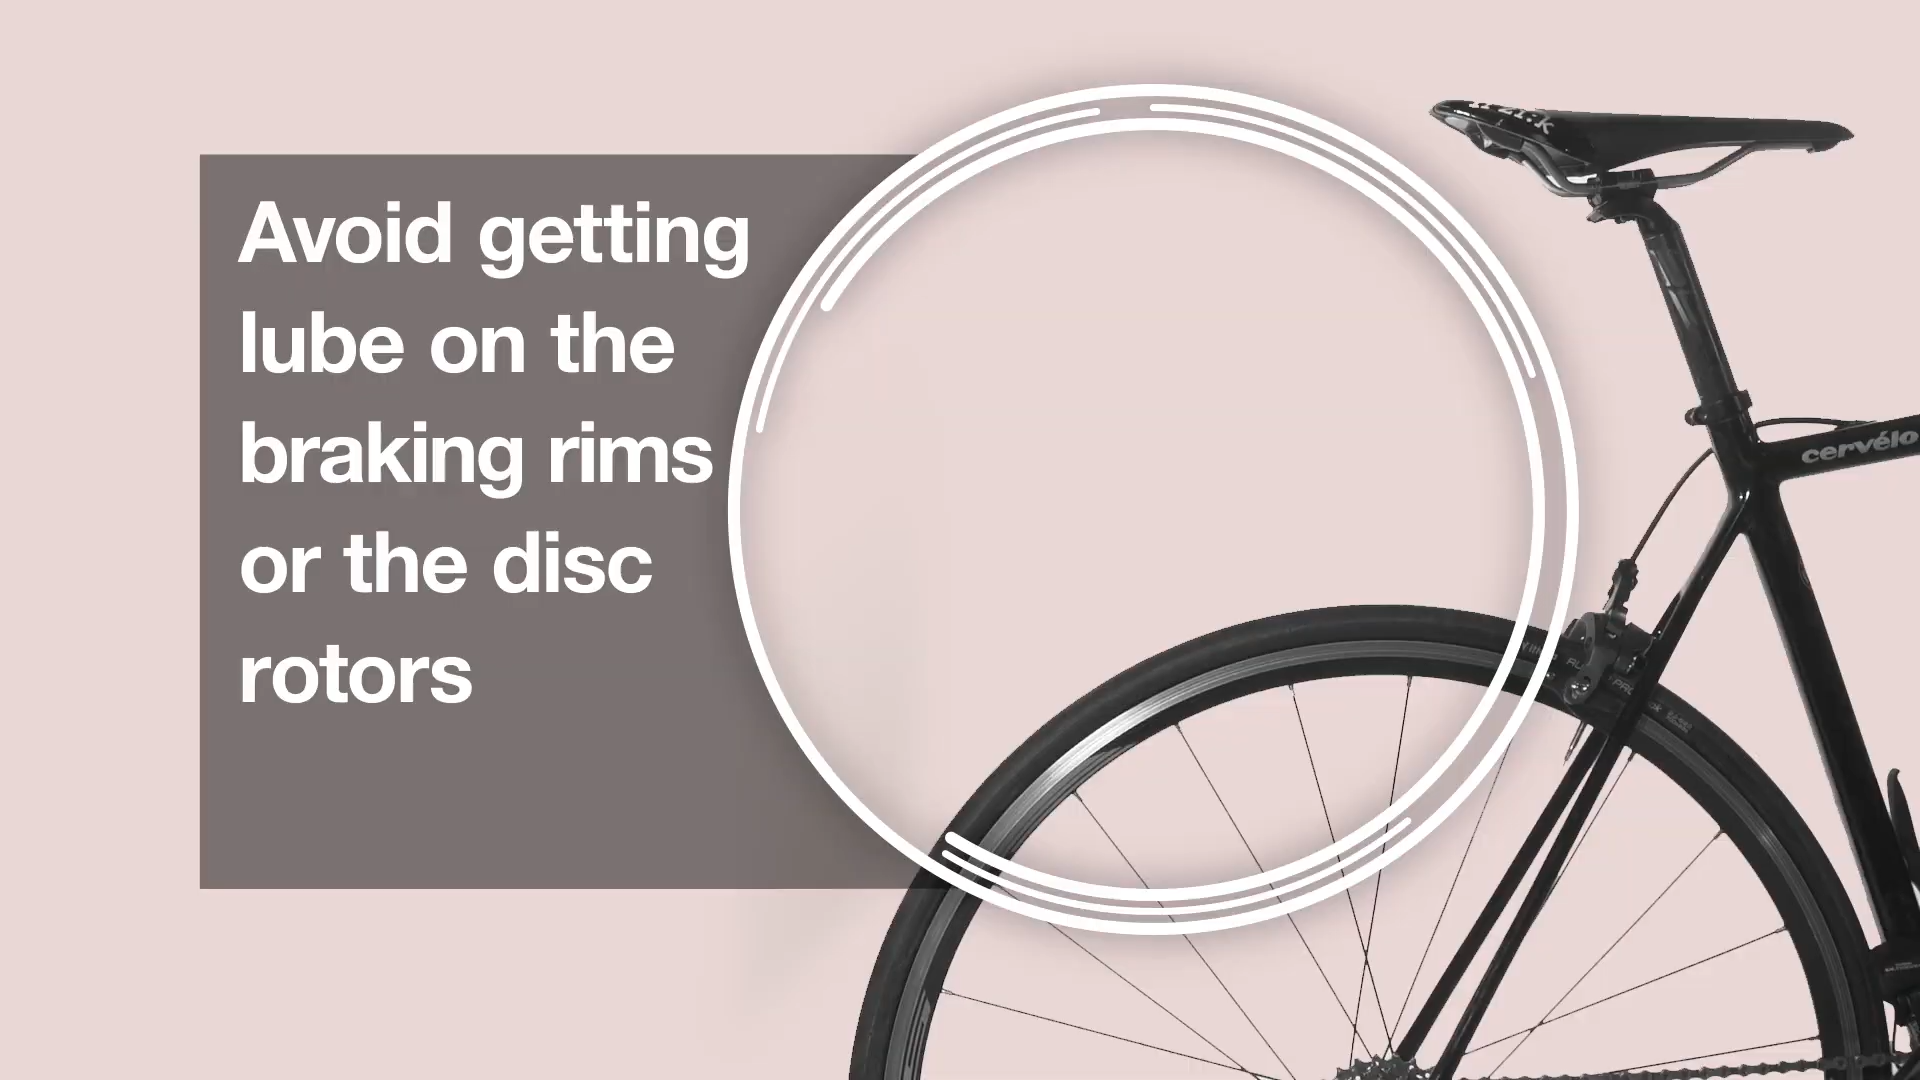 Avoid getting
lube on the
braking rims
or the disc
rotors
cervélo